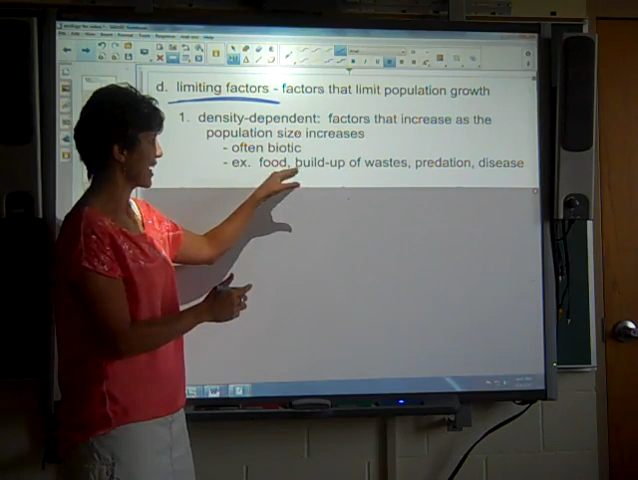 d. limiting factors - factors that limit population growth
1. density-dependent: factors that increase as the
population size increases
- often biotic
- ex. food, build-up of wastes, predation, disease